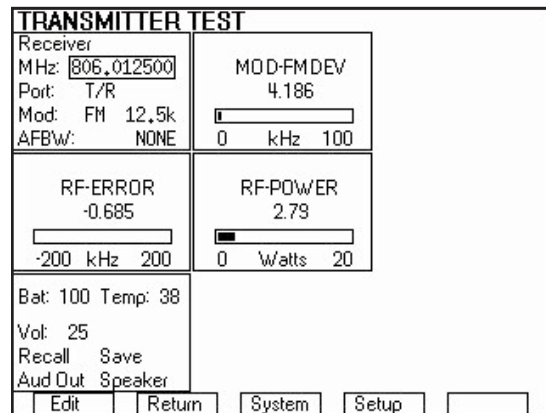 TRANSMITTER TEST
Receiver
MHz: 806.012500
Port: T/R
Mod: FM 12.5k
AFBW: NONE
MOD-FMDEV
4.186
0 kHz 100
RF-ERROR
-0.685
-200 kHz 200
RF-POWER
2.79
0 Watts 20
Bat: 100 Temp: 38
Vol: 25
Recall Save
Aud Out Speaker
Edit Return System Setup